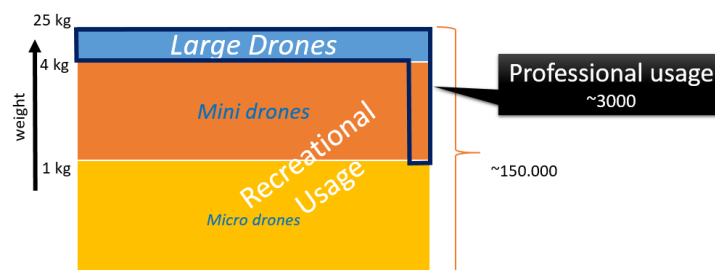 25 kg
Large Drones
4 kg
Professional usage
~3000
weight
Mini drones
Recreational
Usage
1 kg
~150.000
Micro drones